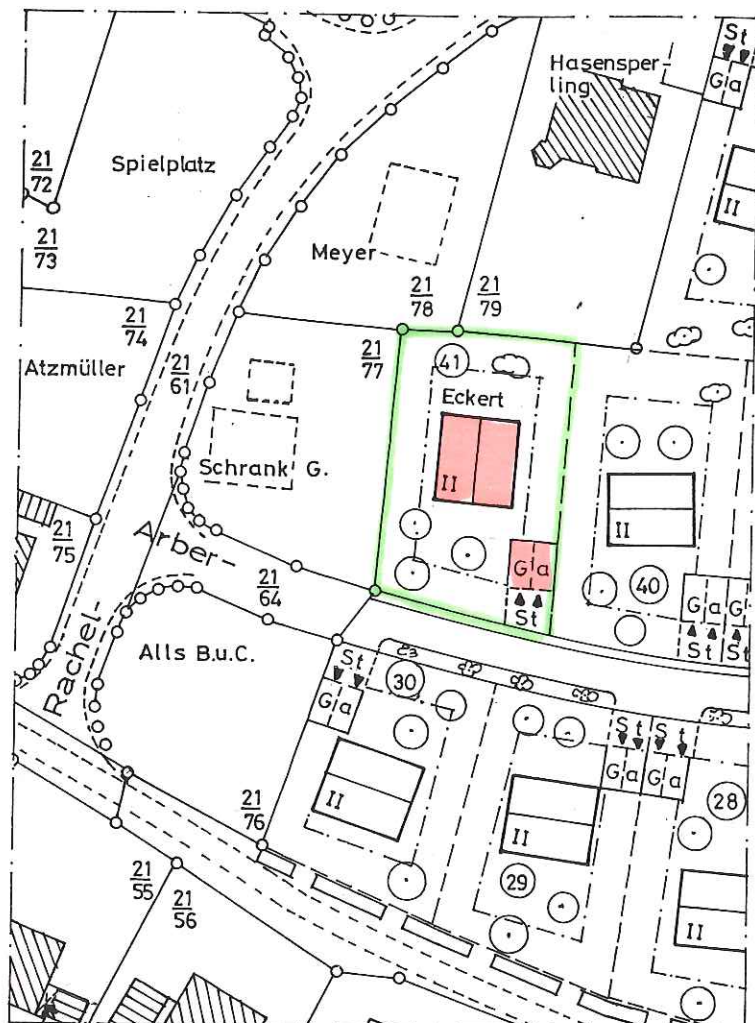 St
Ga
Hasensper-
ling
II
21
72
Spielplatz
21
73
Meyer
21
74
21
78
21
79
Atzmüller
21
61
21
77
41
Eckert
Schrank G.
II
II
21
75
Arber-
Ga
St
40
Ga
G
St
St
21
64
Rachel-
Alls B.u.C.
St
Ga
30
St
St
Ga
Ga
28
II
21
76
II
29
II
21
55
21
56